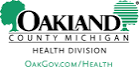 OAKLAND
COUNTY MICHIGAN
HEALTH DIVISION
OAKGOV.COM/HEALTH